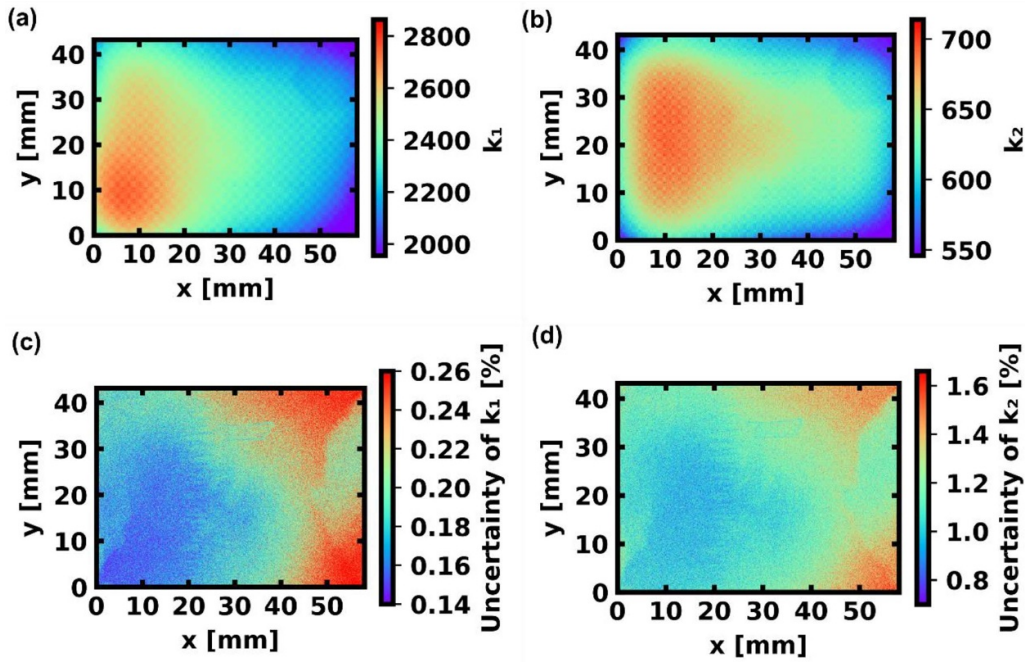 (a)
y [mm]
40
30
20
10
0
0 10 20 30 40 50
x [mm]
2800
2600
2400
2200
2000
k₁
(b)
y [mm]
40
30
20
10
0
0 10 20 30 40 50
x [mm]
700
650
600
550
k₂
(c)
y [mm]
40
30
20
10
0
0 10 20 30 40 50
x [mm]
0.26
0.24
0.22
0.20
0.18
0.16
0.14
Uncertainty of k₁ [%]
(d)
y [mm]
40
30
20
10
0
0 10 20 30 40 50
x [mm]
1.6
1.4
1.2
1.0
0.8
Uncertainty of k₂ [%]